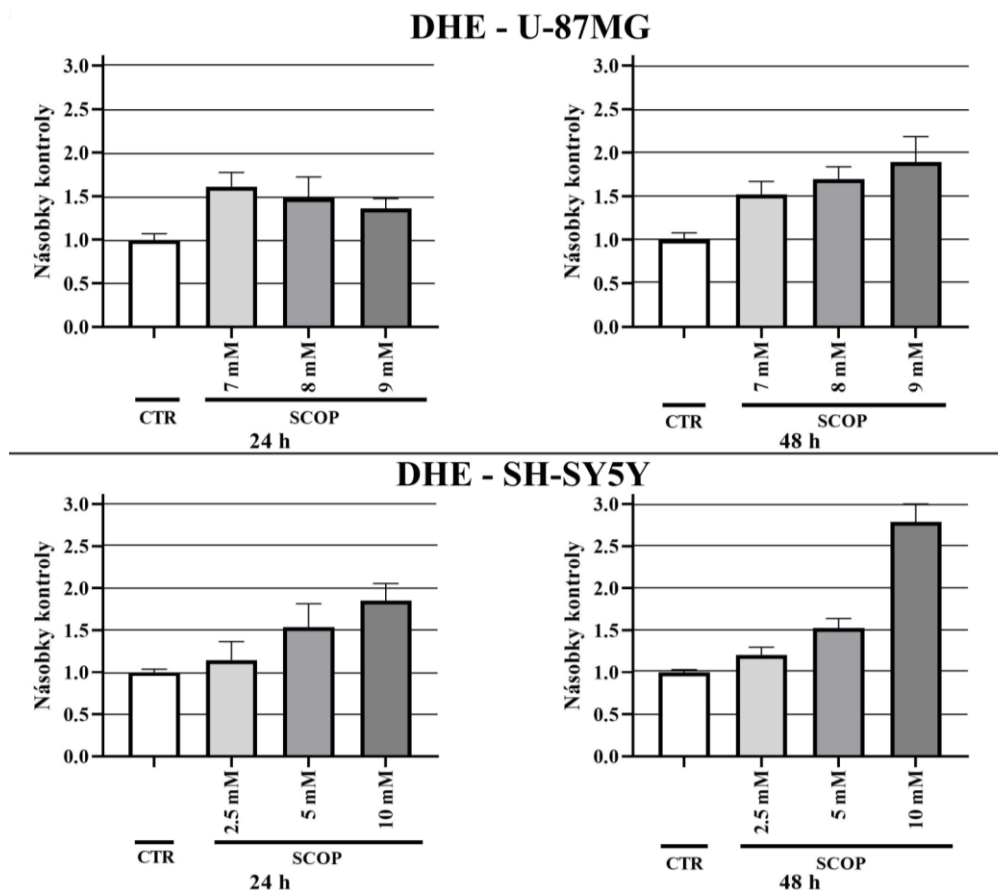 DHE - U-87MG
Násobky kontroly
3.0
2.5
2.0
1.5
1.0
0.5
0.0
7 mM
8 mM
9 mM
CTR
SCOP
24 h
Násobky kontroly
3.0
2.5
2.0
1.5
1.0
0.5
0.0
7 mM
8 mM
9 mM
CTR
SCOP
48 h
DHE - SH-SY5Y
Násobky kontroly
3.0
2.5
2.0
1.5
1.0
0.5
0.0
2.5 mM
5 mM
10 mM
CTR
SCOP
24 h
Násobky kontroly
3.0
2.5
2.0
1.5
1.0
0.5
0.0
2.5 mM
5 mM
10 mM
CTR
SCOP
48 h